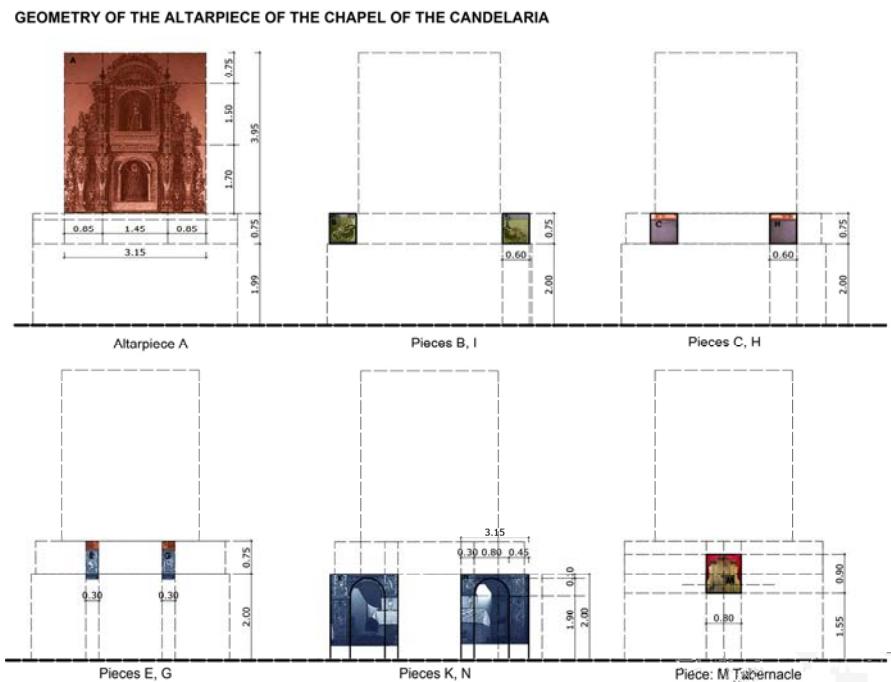 GEOMETRY OF THE ALTARPIECE OF THE CHAPEL OF THE CANDELARIA
A
0.75
1.50
3.95
1.70
0.85 1.45 0.85
0.75
3.15
1.99
Altarpiece A
0.75
0.60
2.00
Pieces B, I
C H
0.75
0.60
2.00
Pieces C, H
E G
0.75
0.30 0.30
2.00
Pieces E, G
3.15
0.30 0.80 0.45
1.90
2.00
Pieces K, N
M
0.90
0.80
1.55
Piece: M Tabernacle